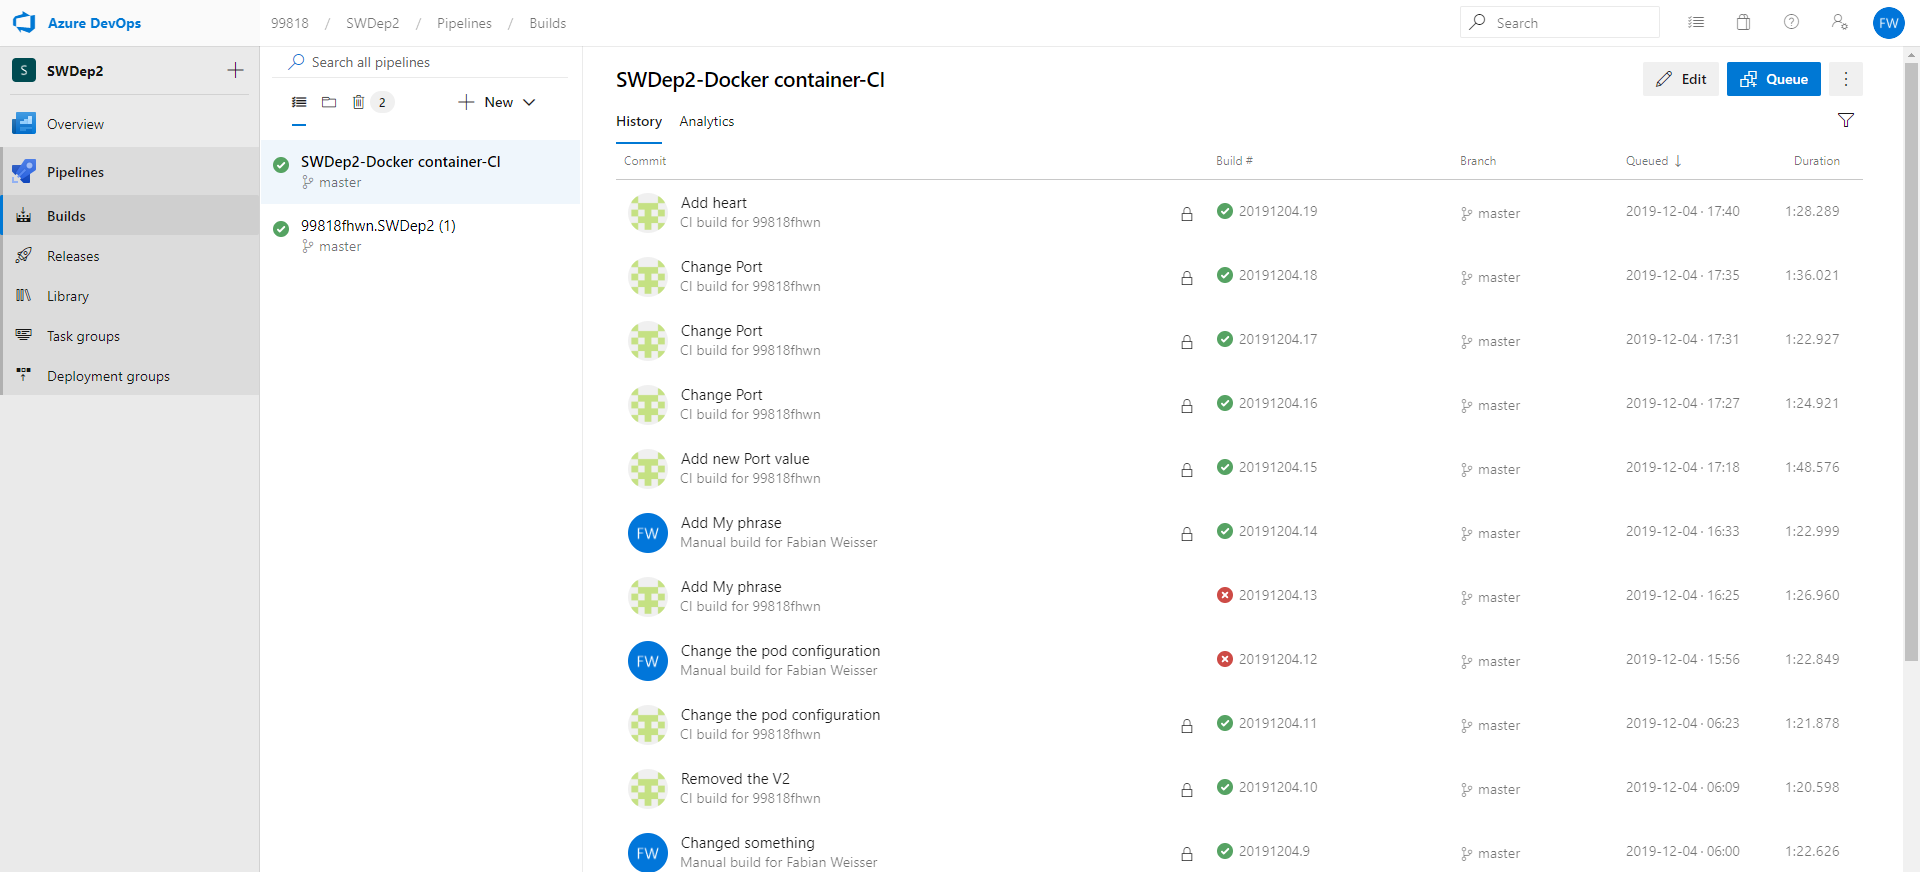 Azure DevOps
99818 / SWDep2 / Pipelines / Builds
Search
FW
S SWDep2
Overview
Pipelines
Builds
Releases
Library
Task groups
Deployment groups
Search all pipelines
2
New
SWDep2-Docker container-CI
master
99818fhwn.SWDep2 (1)
master
SWDep2-Docker container-CI
Edit
Queue
History Analytics
Commit Build # Branch Queued Duration
Add heart
CI build for 99818fhwn
20191204.19 master 2019-12-04 · 17:40 1:28.289
Change Port
CI build for 99818fhwn
20191204.18 master 2019-12-04 · 17:35 1:36.021
Change Port
CI build for 99818fhwn
20191204.17 master 2019-12-04 · 17:31 1:22.927
Change Port
CI build for 99818fhwn
20191204.16 master 2019-12-04 · 17:27 1:24.921
Add new Port value
CI build for 99818fhwn
20191204.15 master 2019-12-04 · 17:18 1:48.576
FW
Add My phrase
Manual build for Fabian Weisser
20191204.14 master 2019-12-04 · 16:33 1:22.999
Add My phrase
CI build for 99818fhwn
20191204.13 master 2019-12-04 · 16:25 1:26.960
FW
Change the pod configuration
Manual build for Fabian Weisser
20191204.12 master 2019-12-04 · 15:56 1:22.849
Change the pod configuration
CI build for 99818fhwn
20191204.11 master 2019-12-04 · 06:23 1:21.878
Removed the V2
CI build for 99818fhwn
20191204.10 master 2019-12-04 · 06:09 1:20.598
FW
Changed something
Manual build for Fabian Weisser
20191204.9 master 2019-12-04 · 06:00 1:22.626